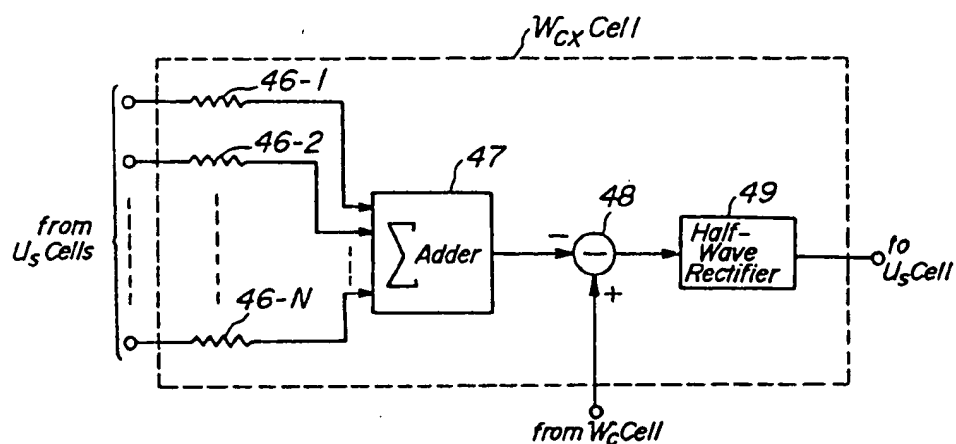 W_CX Cell
46-1
46-2
47
48
49
from
U_S Cells
∑ Adder
−
−
+
Half-
Wave
Rectifier
to
U_S Cell
46-N
from W_C Cell